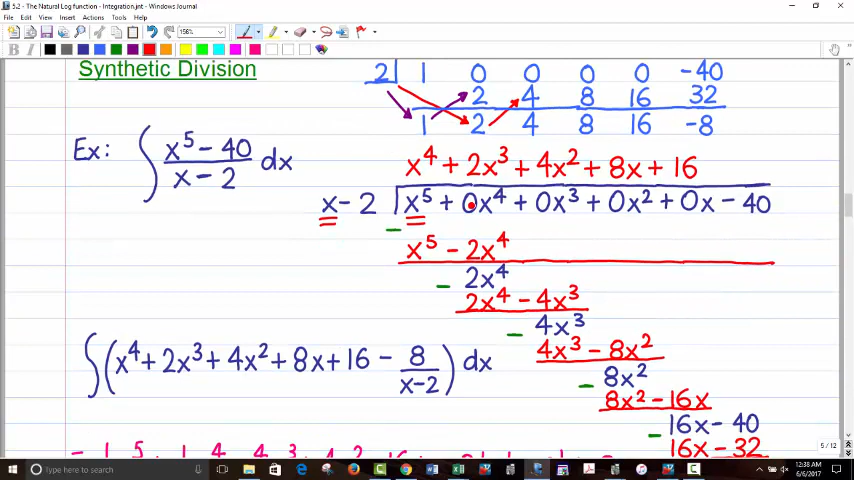 5.2 - The Natural Log function - Integration.jnt - Windows Journal
File Edit View Insert Actions Tools Help
156%
B I
Synthetic Division
2 1 0 0 0 0 -40
2 4 8 16 32
1 2 4 8 16 -8
Ex: ∫ x⁵ - 40 / x - 2 dx
x⁴ + 2x³ + 4x² + 8x + 16
x - 2 x⁵ + 0x⁴ + 0x³ + 0x² + 0x - 40
- x⁵ - 2x⁴
2x⁴
- 2x⁴ - 4x³
4x³
- 4x³ - 8x²
8x²
- 8x² - 16x
16x - 40
- 16x - 32
∫ (x⁴ + 2x³ + 4x² + 8x + 16 - 8 / x-2) dx
5 / 12
Type here to search
12:38 AM
6/6/2017